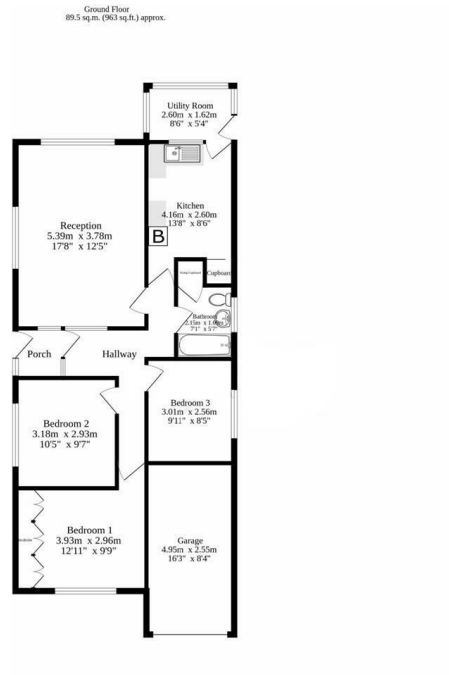 Ground Floor
89.5 sq.m. (963 sq.ft.) approx.
Utility Room
2.60m x 1.62m
8'6" x 5'4"
Kitchen
4.16m x 2.60m
13'8" x 8'6"
B
Reception
5.39m x 3.78m
17'8" x 12'5"
Cupboard
Bathroom
7'1" x 5'7"
Porch
Hallway
Bedroom 3
3.01m x 2.56m
9'11" x 8'5"
Bedroom 2
3.18m x 2.93m
10'5" x 9'7"
Bedroom 1
3.93m x 2.96m
12'11" x 9'9"
Garage
4.95m x 2.55m
16'3" x 8'4"